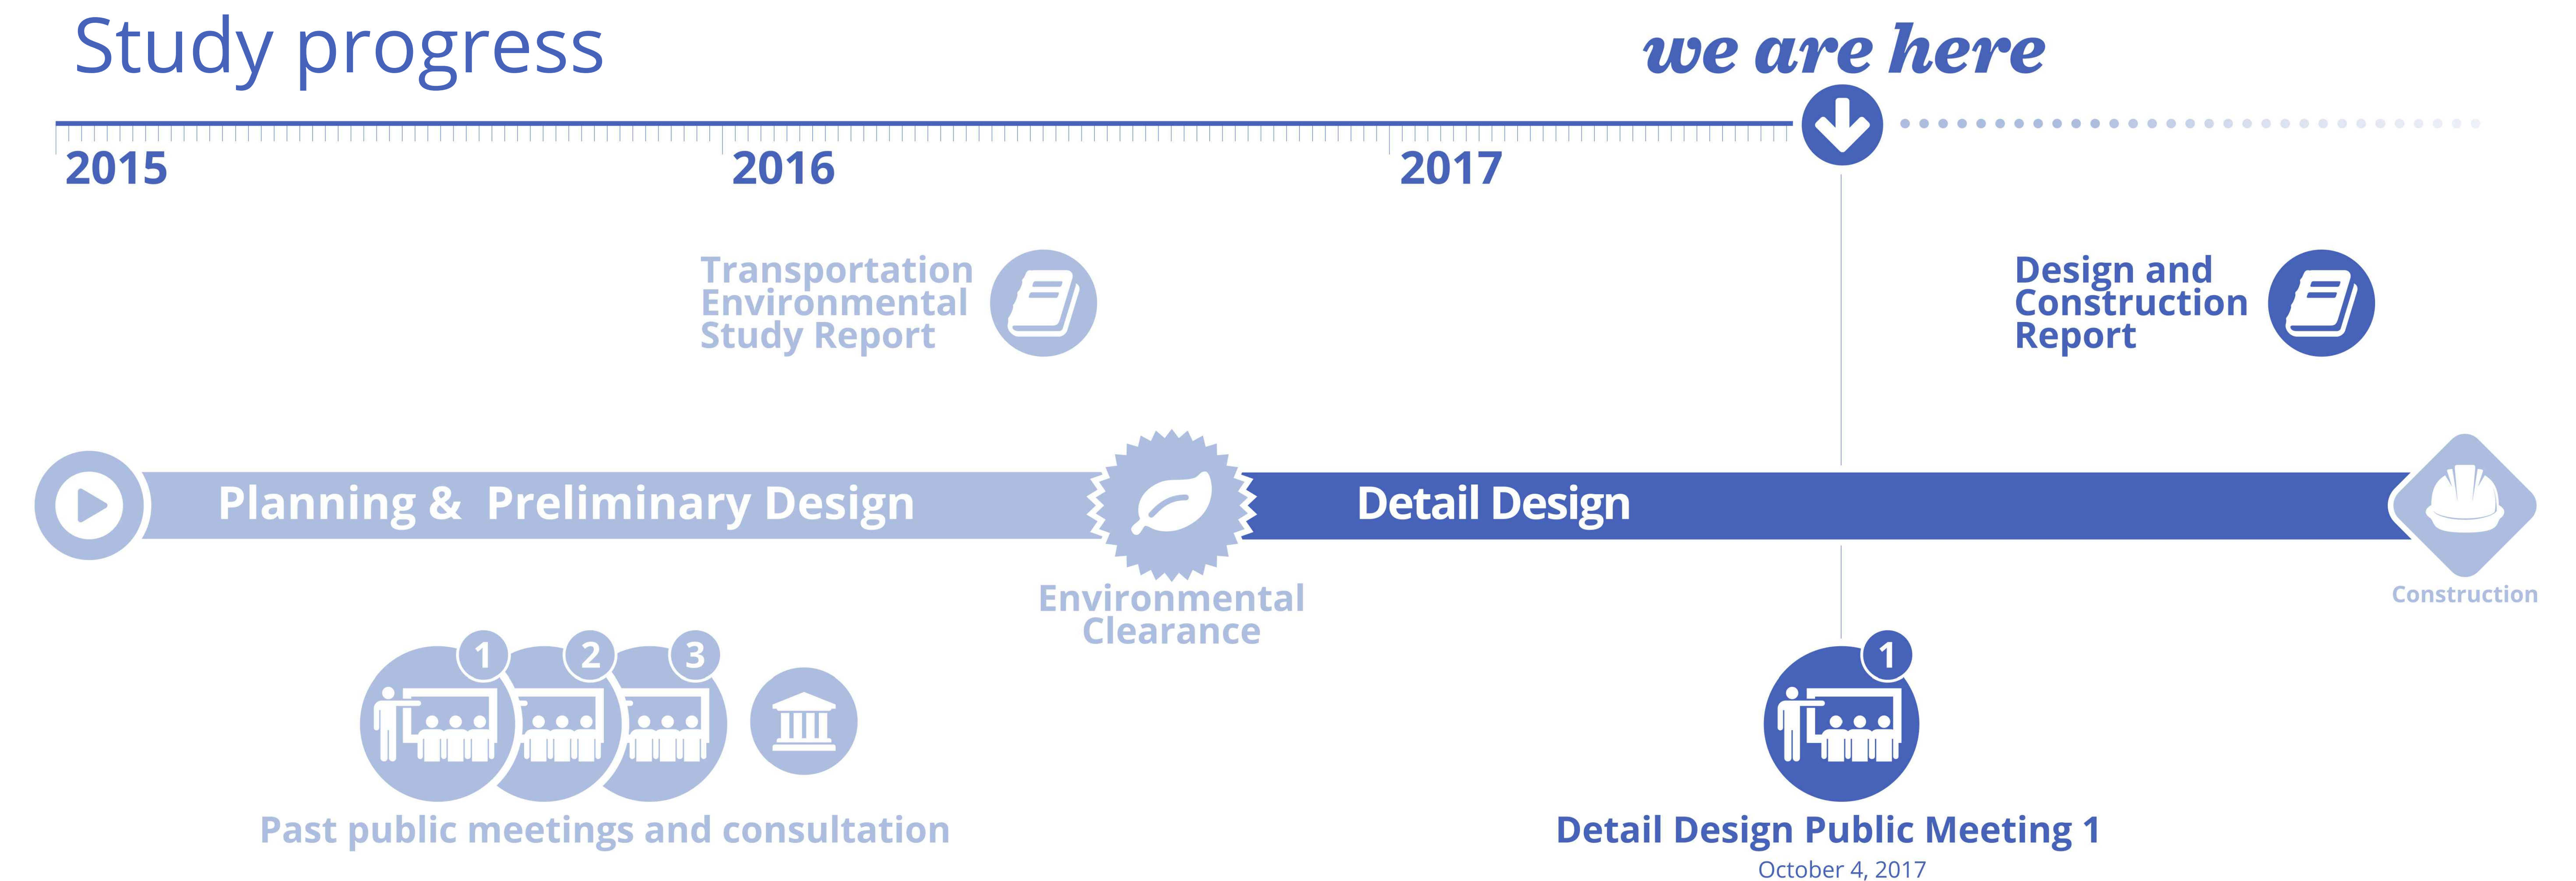 Study progress
we are here
2015
2016
2017
Transportation
Environmental
Study Report
Design and
Construction
Report
Planning & Preliminary Design
Detail Design
Environmental
Clearance
Construction
1
2
3
1
Past public meetings and consultation
Detail Design Public Meeting 1
October 4, 2017